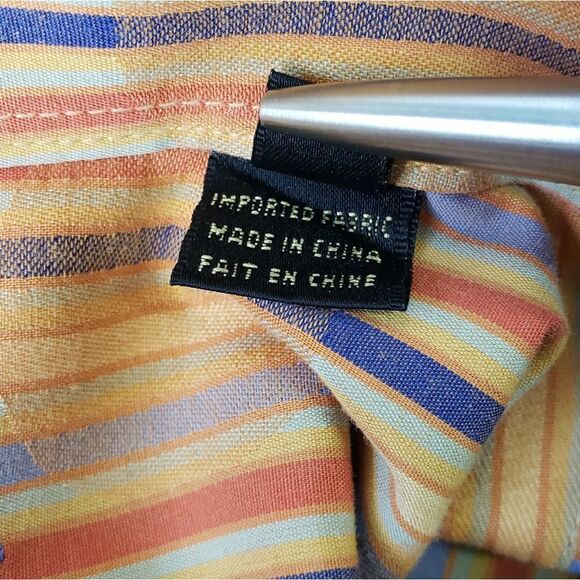 IMPORTED FABRIC
MADE IN CHINA
FAIT EN CHINE